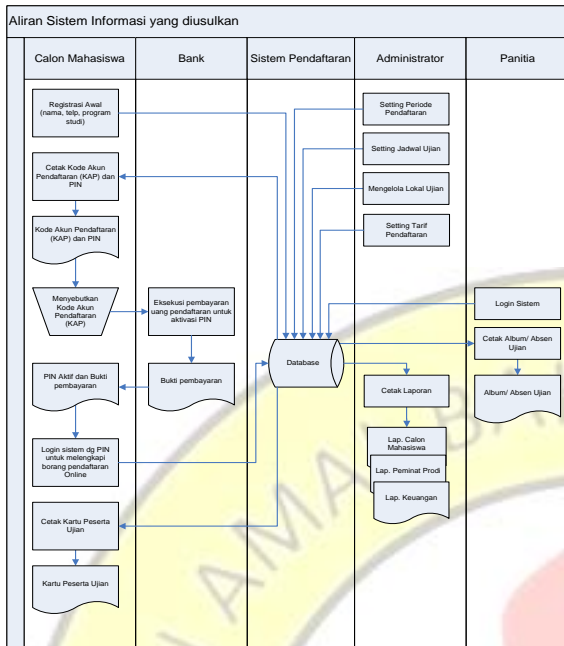 Aliran Sistem Informasi yang diusulkan
Calon Mahasiswa
Bank
Sistem Pendaftaran
Administrator
Panitia
Registrasi Awal
(nama, telp, program
studi)
Cetak Kode Akun
Pendaftaran (KAP) dan
PIN
Kode Akun Pendaftaran
(KAP) dan PIN
Menyebutkan
Kode Akun
Pendaftaran
(KAP)
Eksekusi pembayaran
uang pendaftaran untuk
aktivasi PIN
PIN Aktif dan Bukti
pembayaran
Bukti pembayaran
Login sistem dg PIN
untuk melengkapi
borang pendaftaran
Online
Cetak Kartu Peserta
Ujian
Kartu Peserta Ujian
Database
Setting Periode
Pendaftaran
Setting Jadwal Ujian
Mengelola Lokal Ujian
Setting Tarif
Pendaftaran
Cetak Laporan
Lap. Calon
Mahasiswa
Lap. Peminat Prodi
Lap. Keuangan
Login Sistem
Cetak Album/ Absen
Ujian
Album/ Absen Ujian